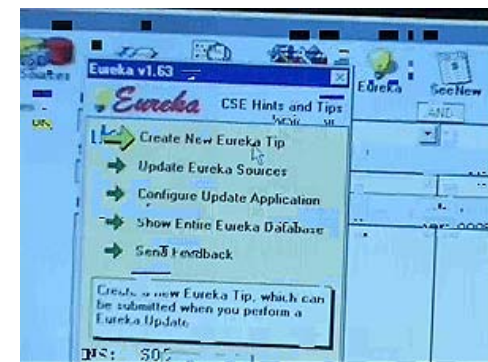 Sources
Eureka
SeeNew
AND
Eureka v1.63
Eureka CSE Hints and Tips
Create New Eureka Tip
Update Eureka Sources
Configure Update Application
Show Entire Eureka Database
Send Feedback
Create a new Eureka Tip, which can
be submitted when you perform a
Eureka Update